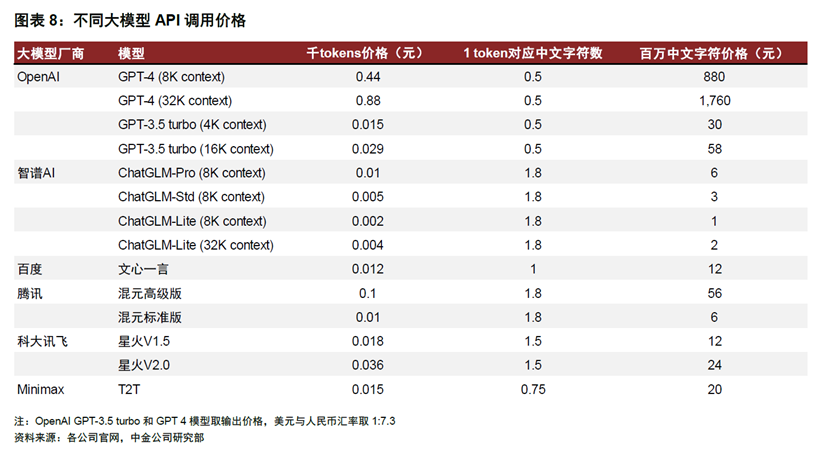 图表 8：不同大模型 API 调用价格
大模型厂商 模型 千tokens价格（元） 1 token对应中文字符数 百万中文字符价格（元）
OpenAI GPT-4 (8K context) 0.44 0.5 880
GPT-4 (32K context) 0.88 0.5 1,760
GPT-3.5 turbo (4K context) 0.015 0.5 30
GPT-3.5 turbo (16K context) 0.029 0.5 58
智谱AI ChatGLM-Pro (8K context) 0.01 1.8 6
ChatGLM-Std (8K context) 0.005 1.8 3
ChatGLM-Lite (8K context) 0.002 1.8 1
ChatGLM-Lite (32K context) 0.004 1.8 2
百度 文心一言 0.012 1 12
腾讯 混元高级版 0.1 1.8 56
混元标准版 0.01 1.8 6
科大讯飞 星火V1.5 0.018 1.5 12
星火V2.0 0.036 1.5 24
Minimax T2T 0.015 0.75 20
注：OpenAI GPT-3.5 turbo 和 GPT 4 模型取输出价格，美元与人民币汇率取 1:7.3
资料来源：各公司官网，中金公司研究部